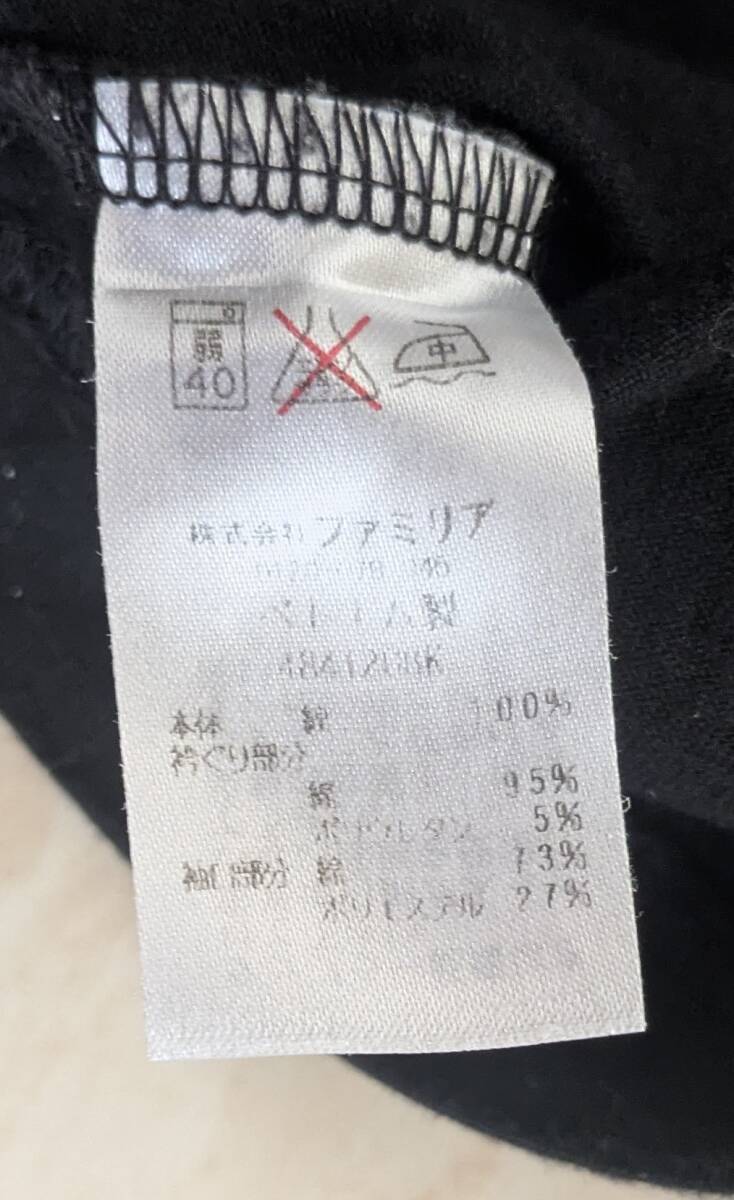 弱
40
中
株式会社ファミリア
ベトナム製
本体 綿 100%
衿ぐり部分
綿 95%
ポリウレタン 5%
袖口部分 綿 73%
ポリエステル 27%